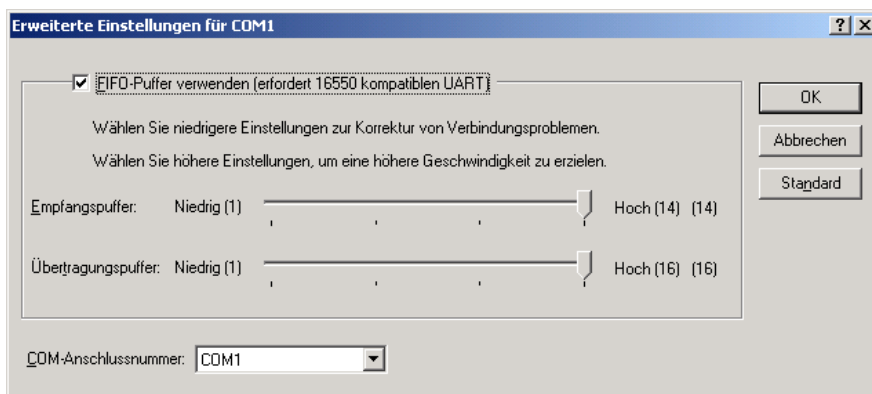 Erweiterte Einstellungen für COM1
FIFO-Puffer verwenden (erfordert 16550 kompatiblen UART)
Wählen Sie niedrigere Einstellungen zur Korrektur von Verbindungsproblemen.
Wählen Sie höhere Einstellungen, um eine höhere Geschwindigkeit zu erzielen.
Empfangspuffer: Niedrig (1) Hoch (14) (14)
Übertragungspuffer: Niedrig (1) Hoch (16) (16)
COM-Anschlussnummer: COM1
OK
Abbrechen
Standard